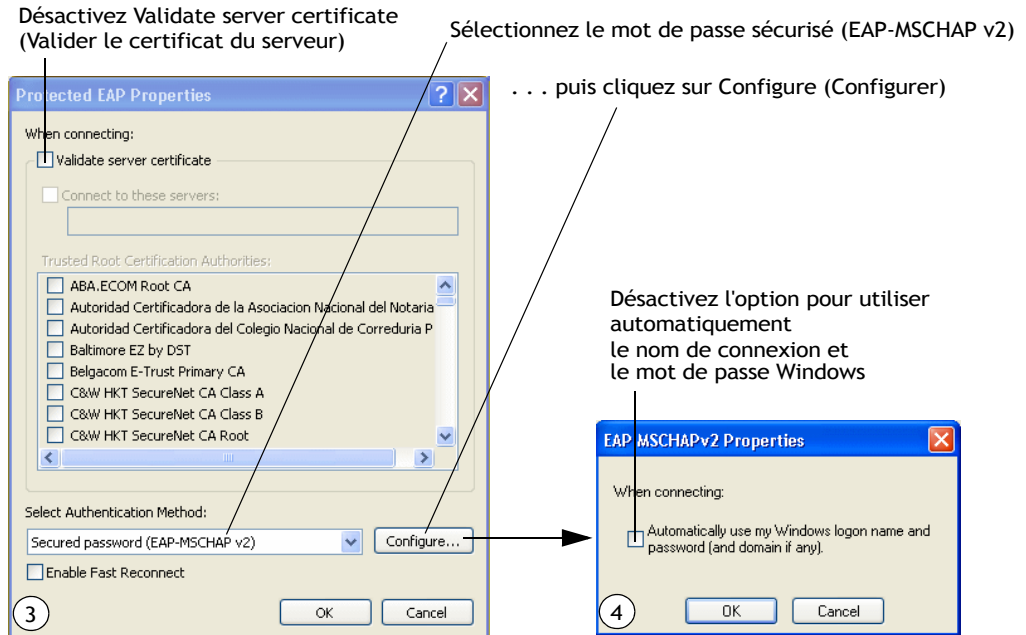 Désactivez Validate server certificate
(Valider le certificat du serveur)
Sélectionnez le mot de passe sécurisé (EAP-MSCHAP v2)
. . . puis cliquez sur Configure (Configurer)
Protected EAP Properties
When connecting:
Validate server certificate
Connect to these servers:
Trusted Root Certification Authorities:
ABA.ECOM Root CA
Autoridad Certificadora de la Asociacion Nacional del Notaria
Autoridad Certificadora del Colegio Nacional de Correduria P
Baltimore EZ by DST
Belgacom E-Trust Primary CA
C&W HKT SecureNet CA Class A
C&W HKT SecureNet CA Class B
C&W HKT SecureNet CA Root
Select Authentication Method:
Secured password (EAP-MSCHAP v2)
Configure...
Enable Fast Reconnect
3
OK
Cancel
Désactivez l'option pour utiliser
automatiquement
le nom de connexion et
le mot de passe Windows
EAP MSCHAPv2 Properties
When connecting:
Automatically use my Windows logon name and
password (and domain if any).
4
OK
Cancel